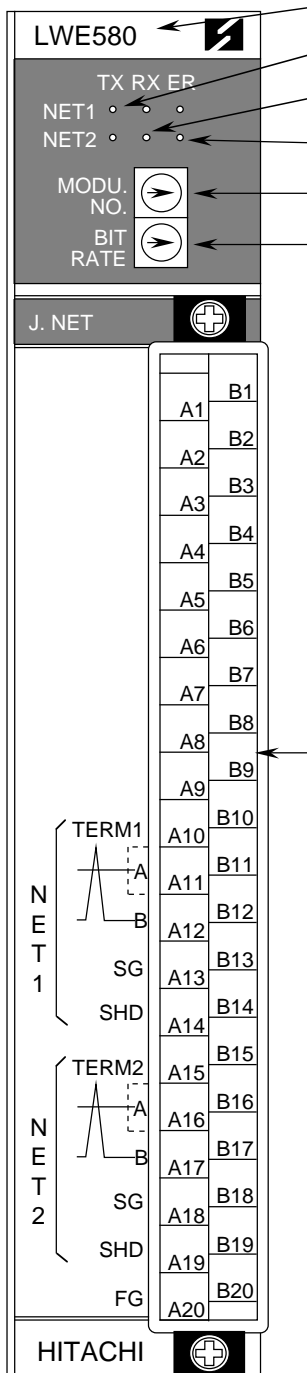 LWE580
TX RX ER
NET1
NET2
MODU.
NO.
BIT
RATE
J. NET
B1
A1
B2
A2
B3
A3
B4
A4
B5
A5
B6
A6
B7
A7
B8
A8
B9
A9
B10
TERM1 A10
B11
A A11
B12
B A12
B13
SG A13
B14
SHD A14
NET1
B15
TERM2 A15
B16
A A16
B17
B A17
B18
SG A18
B19
SHD A19
NET2
B20
FG A20
HITACHI